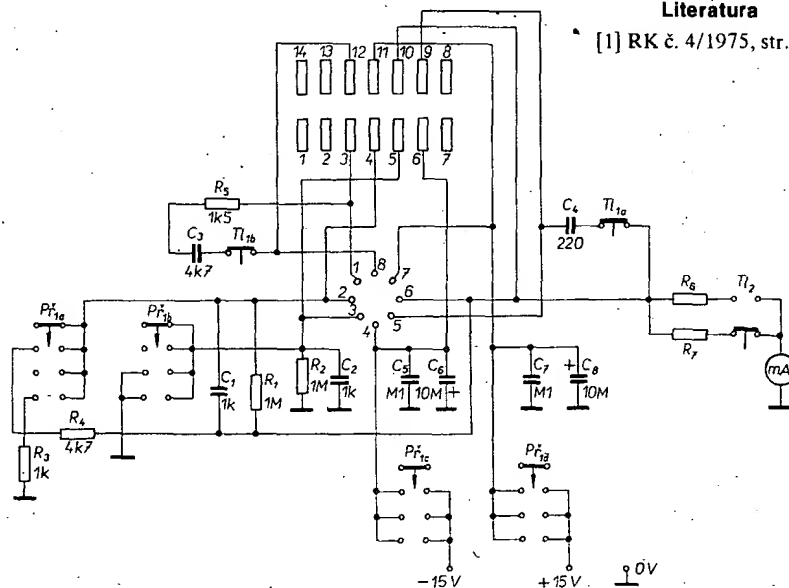 Literatura
[1] RK č. 4/1975, str.
14 13 12 11 10 9 8
1 2 3 4 5 6 7
R5
1k5
C3
4k7
Tl1b
C4
220
Tl1a
1 8 7
2 6
3 4 5
Př1a
Př1b
R6
Tl2
R7
mA
C1
1k
R1
1M
R2
1M
C2
1k
C5
M1
C6
10M
+
C7
M1
+
C8
10M
R4
4k7
R3
1k
Př1c
Př1d
−15V
+15V
0V